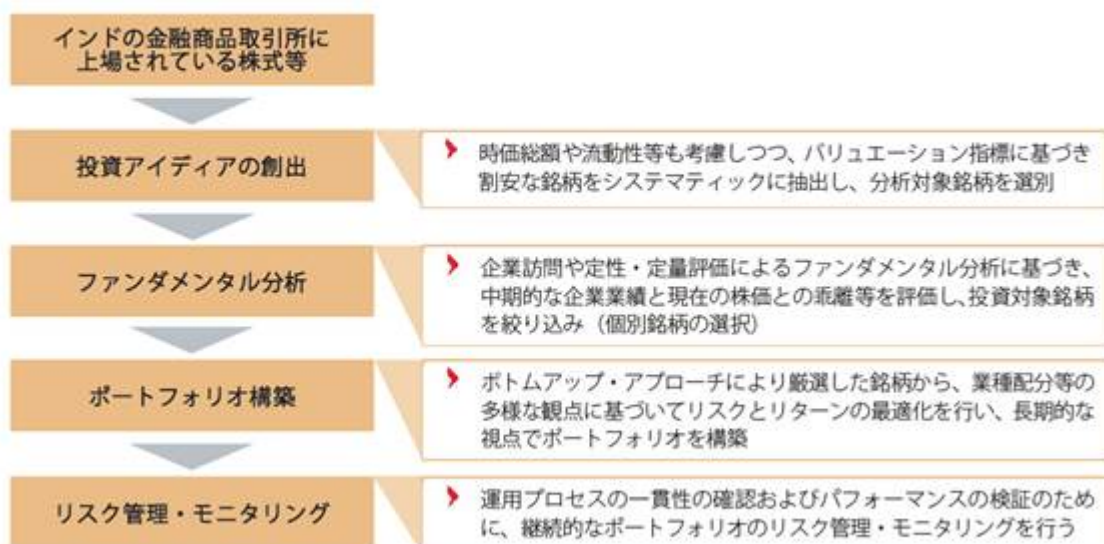 インドの金融商品取引所に
上場されている株式等
投資アイディアの創出
時価総額や流動性等も考慮しつつ、バリュエーション指標に基づき
割安な銘柄をシステマティックに抽出し、分析対象銘柄を選別
ファンダメンタル分析
企業訪問や定性・定量評価によるファンダメンタル分析に基づき、
中期的な企業業績と現在の株価との乖離等を評価し、投資対象銘柄
を絞り込み（個別銘柄の選択）
ポートフォリオ構築
ボトムアップ・アプローチにより厳選した銘柄から、業種配分等の
多様な観点に基づいてリスクとリターンの最適化を行い、長期的な
視点でポートフォリオを構築
リスク管理・モニタリング
運用プロセスの一貫性の確認およびパフォーマンスの検証のため
に、継続的なポートフォリオのリスク管理・モニタリングを行う